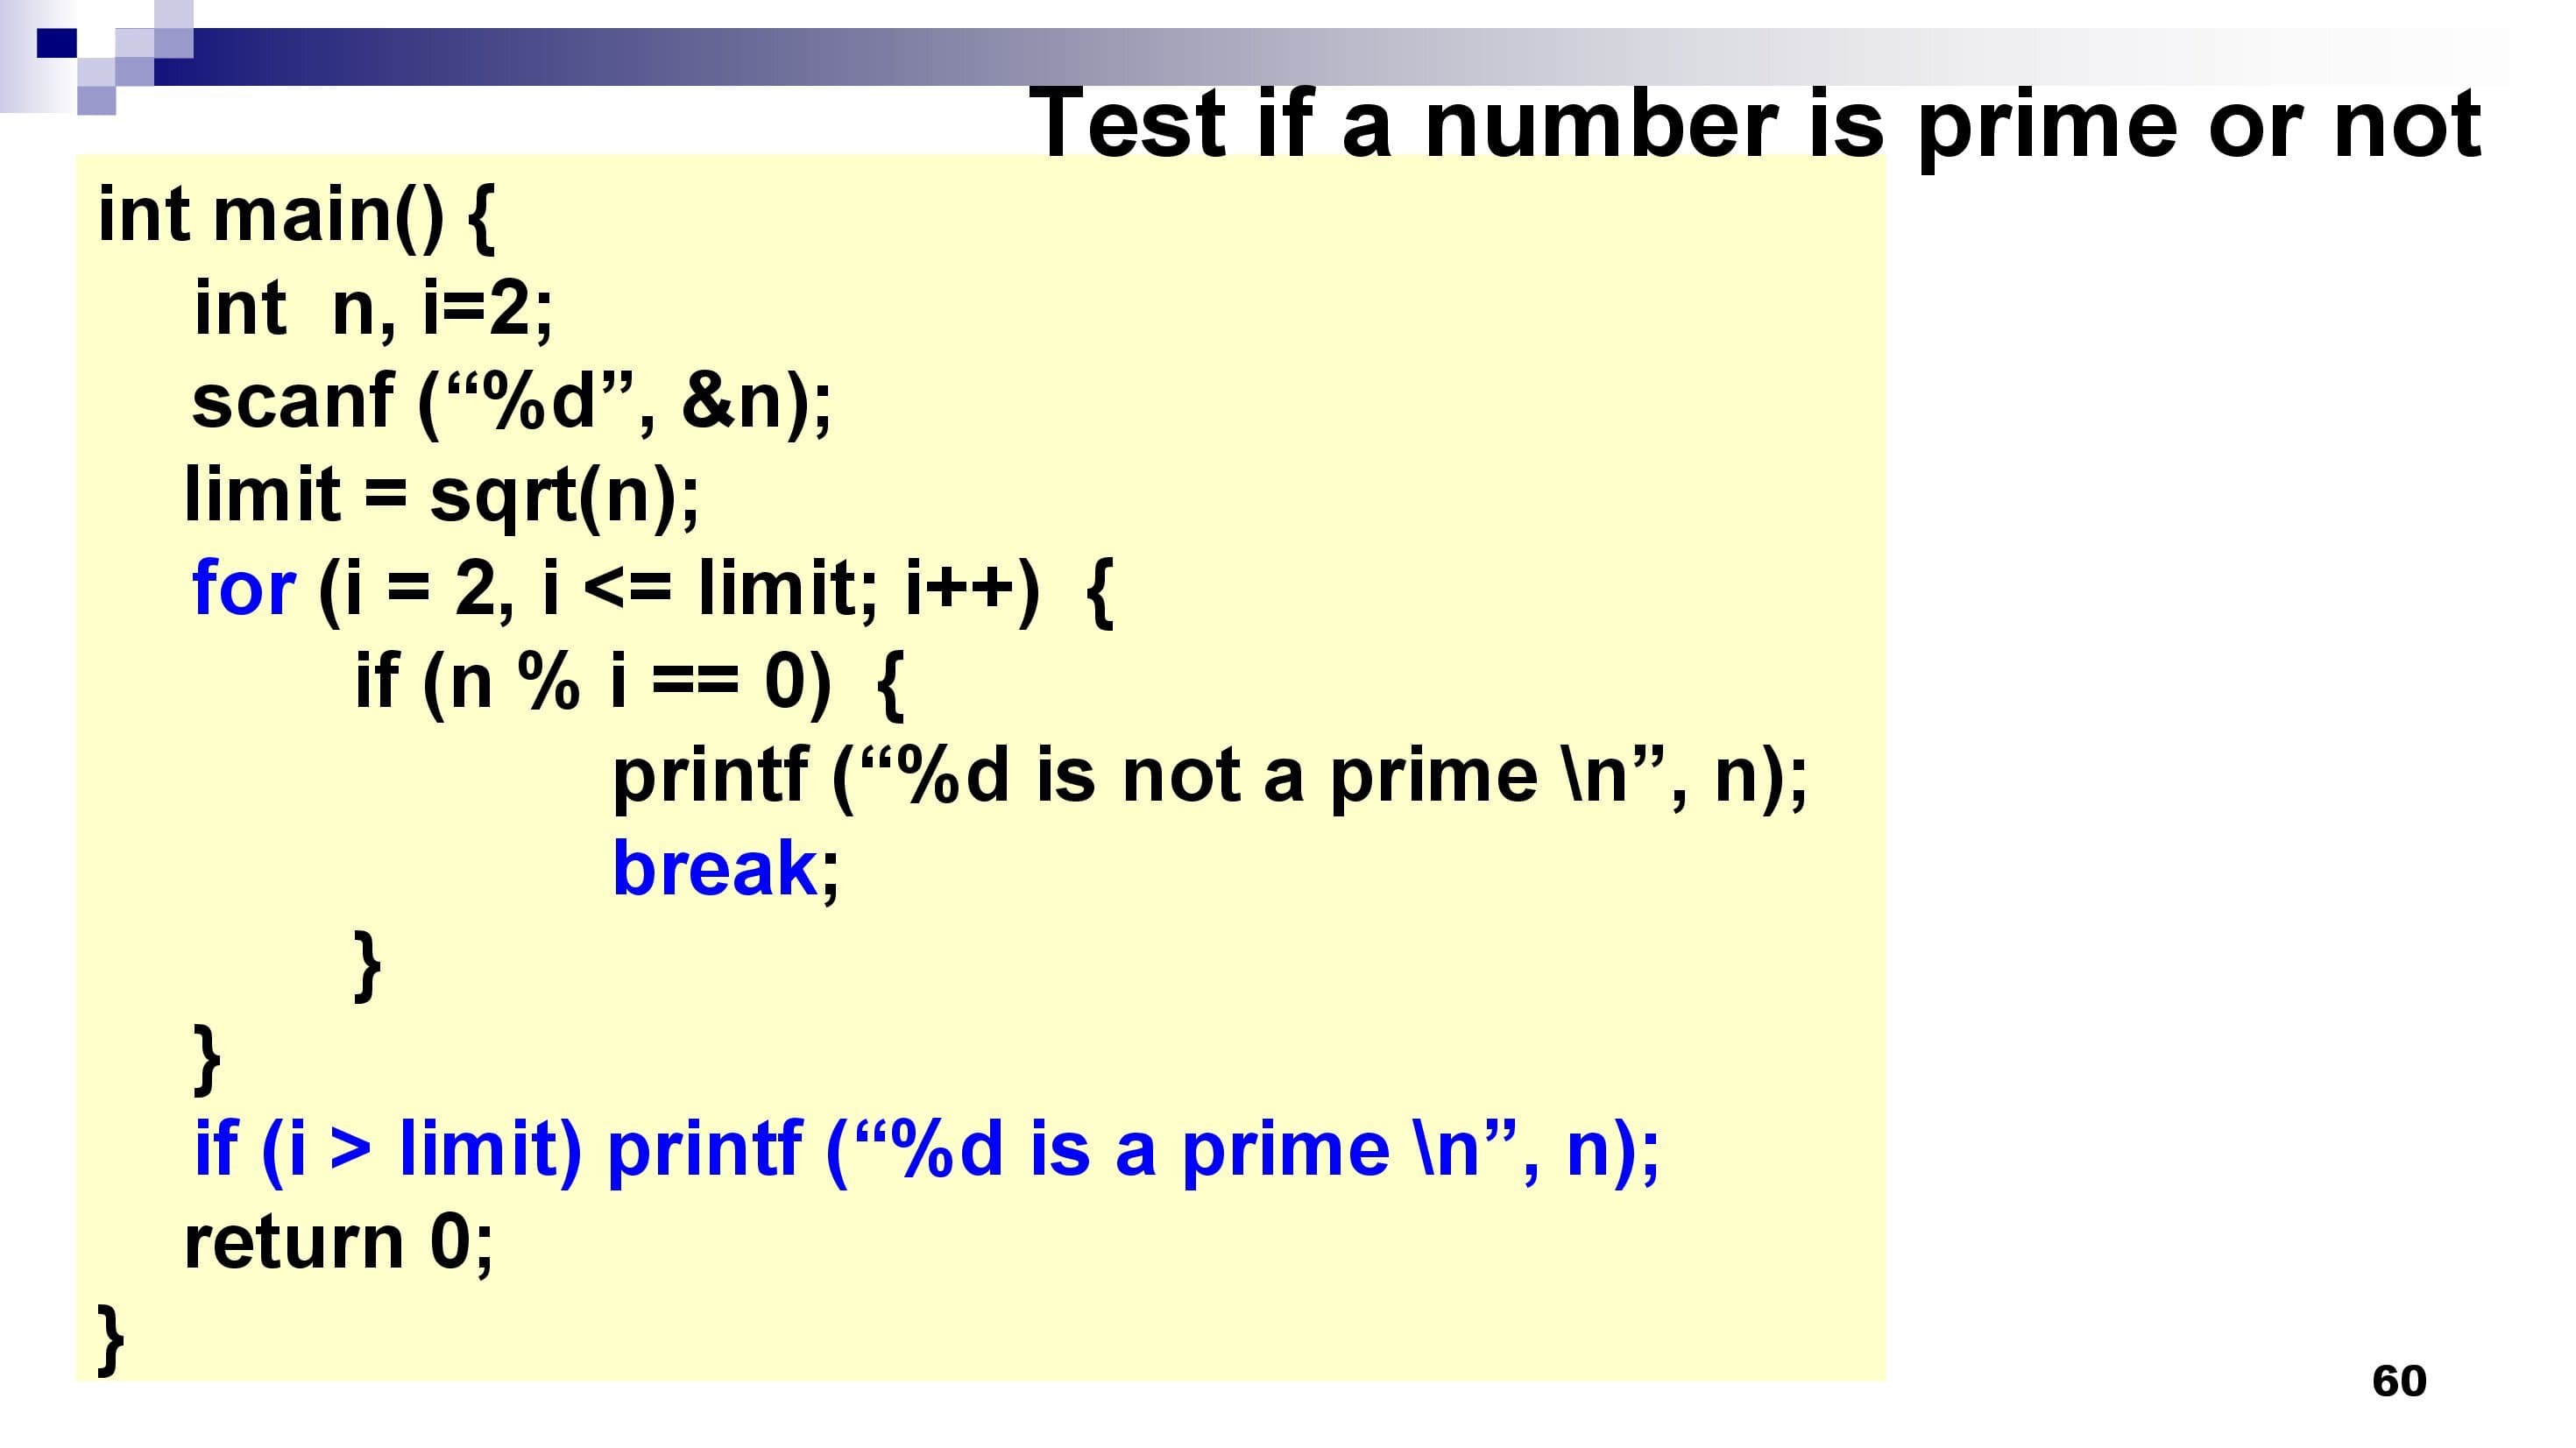 Test if a number is prime or not
int main() {
int n, i=2;
scanf (“%d”, &n);
limit = sqrt(n);
for (i = 2, i <= limit; i++) {
if (n % i == 0) {
printf (“%d is not a prime \n”, n);
break;
}
}
if (i > limit) printf (“%d is a prime \n”, n);
return 0;
}
60